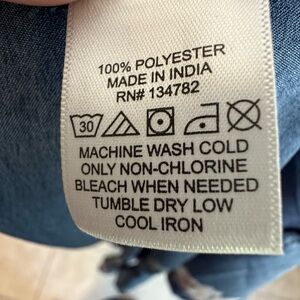 100% POLYESTER
MADE IN INDIA
RN# 134782
30
MACHINE WASH COLD
ONLY NON-CHLORINE
BLEACH WHEN NEEDED
TUMBLE DRY LOW
COOL IRON